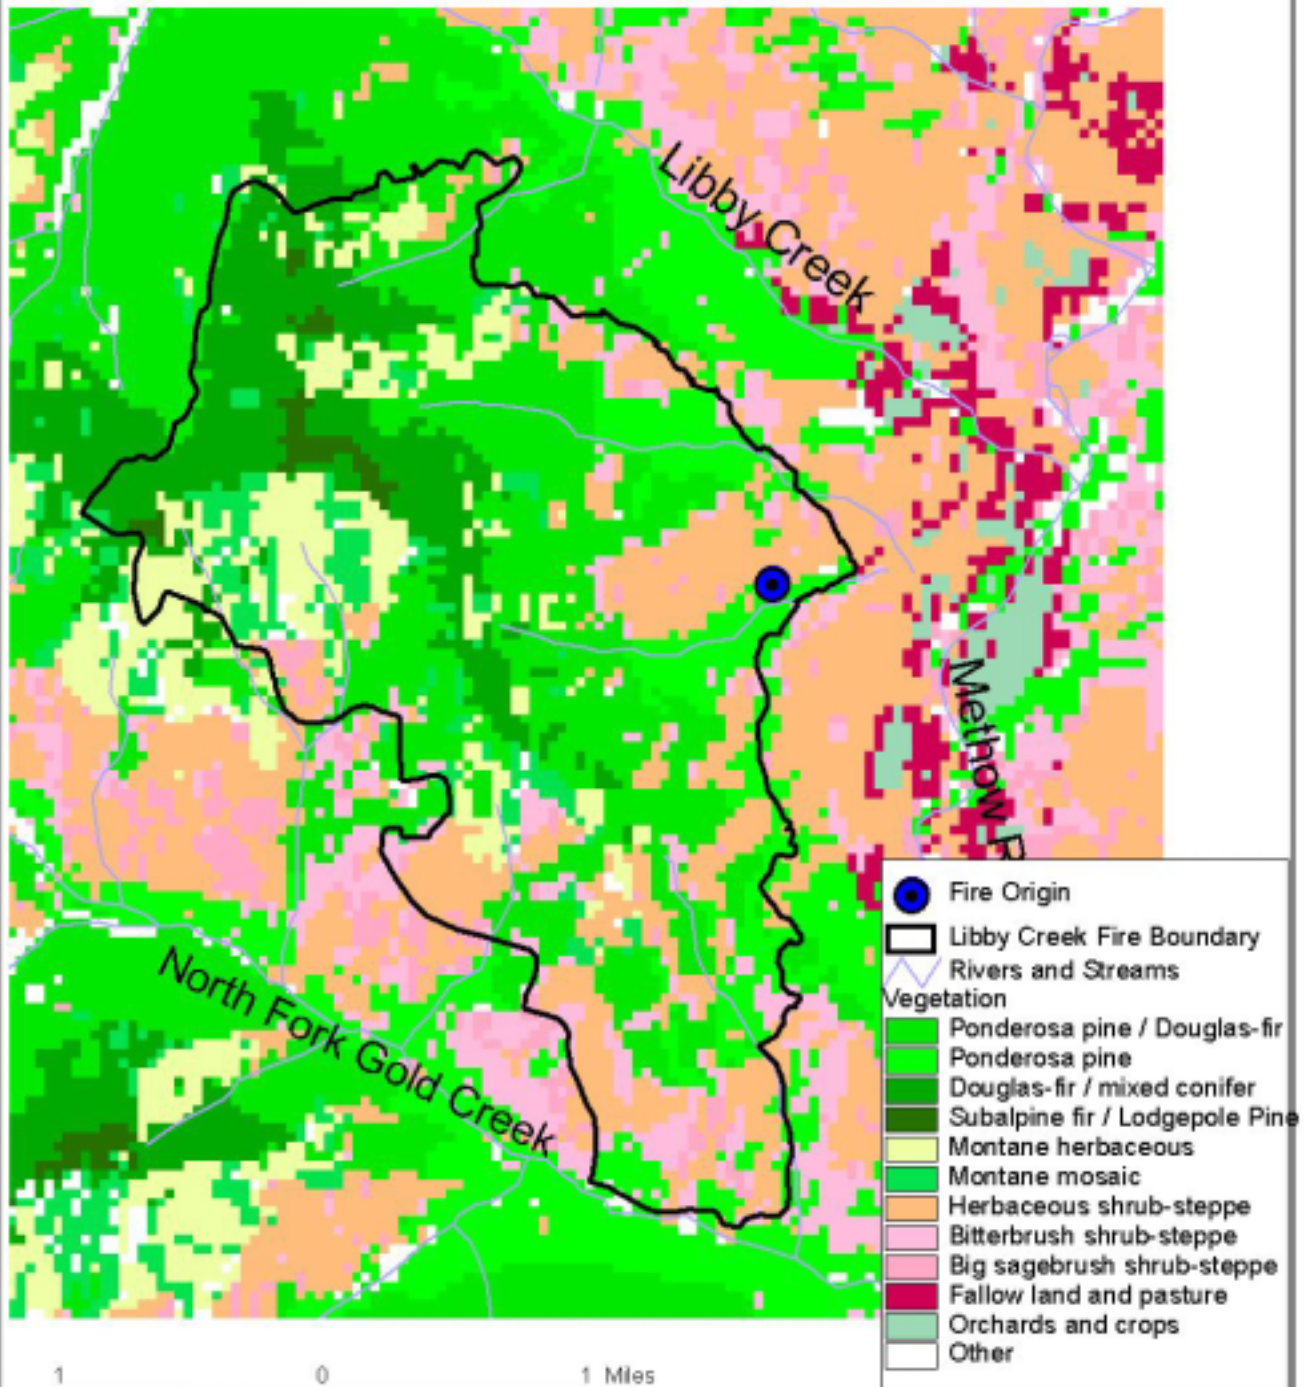 Libby Creek
Methow R
North Fork Gold Creek
Fire Origin
Libby Creek Fire Boundary
Rivers and Streams
Vegetation
Ponderosa pine / Douglas-fir
Ponderosa pine
Douglas-fir / mixed conifer
Subalpine fir / Lodgepole Pine
Montane herbaceous
Montane mosaic
Herbaceous shrub-steppe
Bitterbrush shrub-steppe
Big sagebrush shrub-steppe
Fallow land and pasture
Orchards and crops
Other
1 0 1 Miles